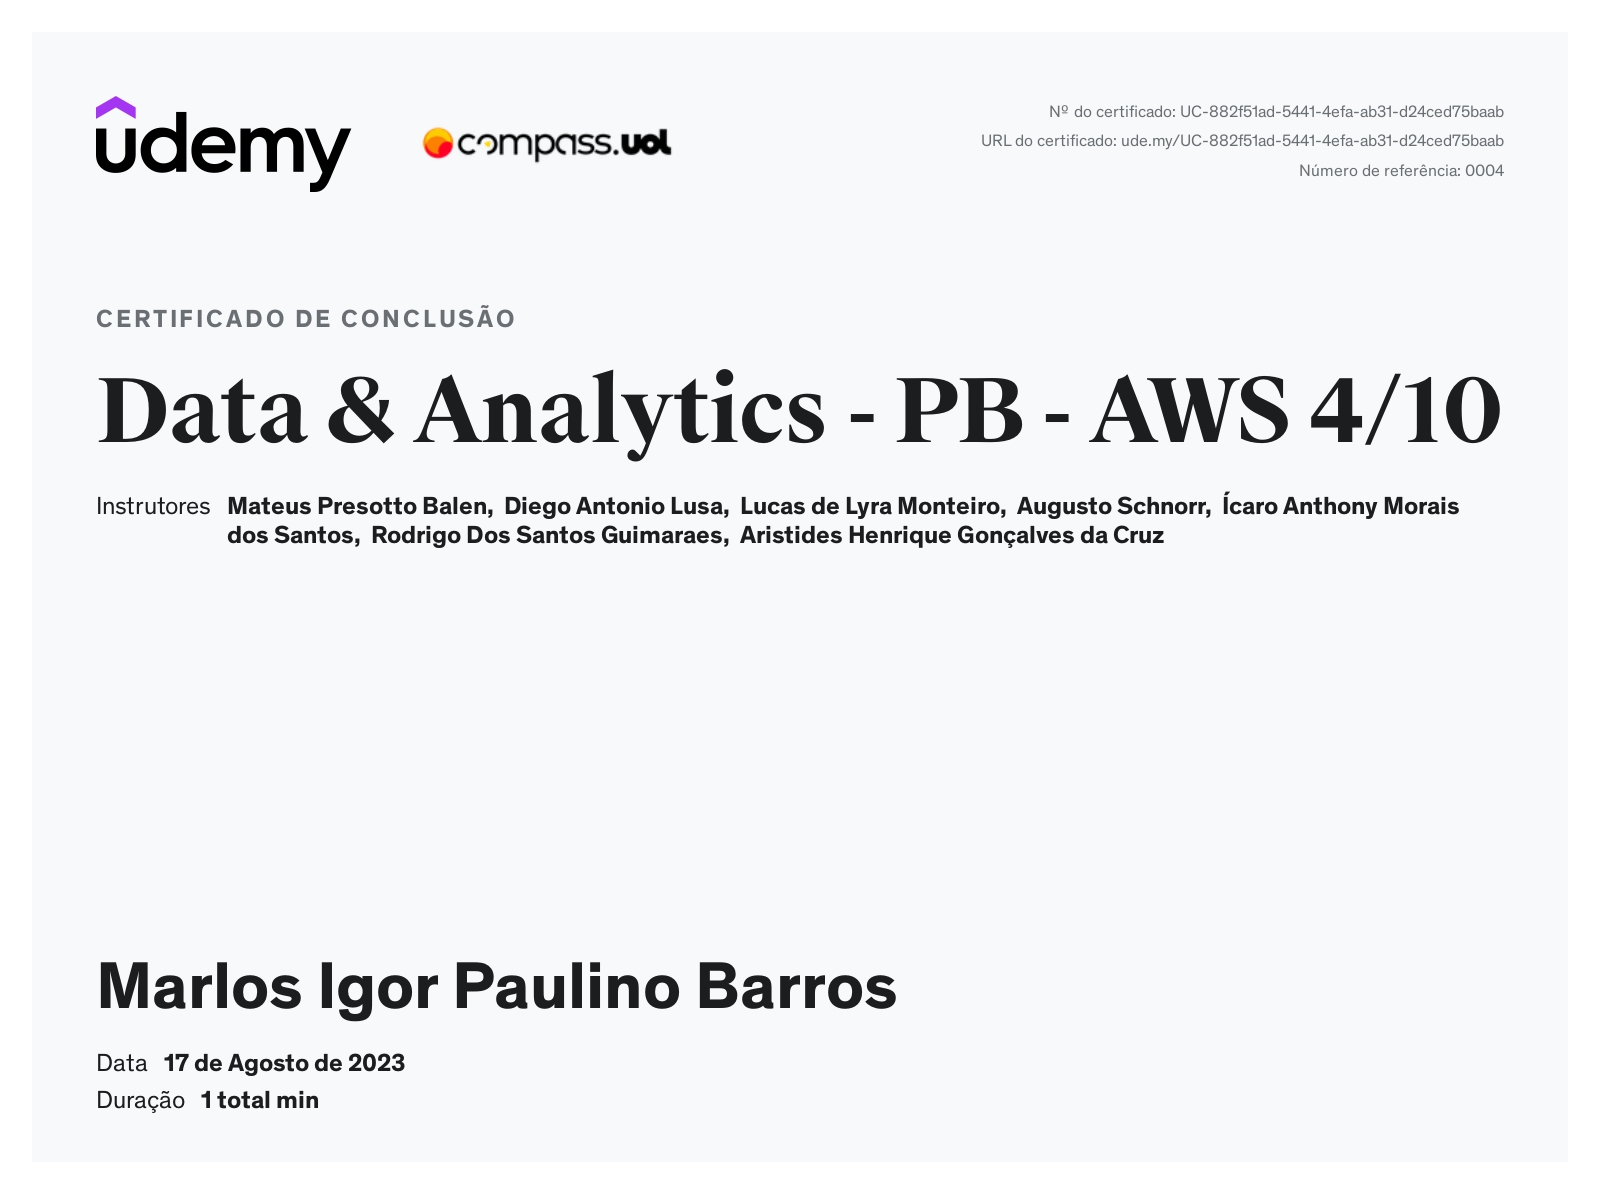 udemy
compass.uol
Nº do certificado: UC-882f51ad-5441-4efa-ab31-d24ced75baab
URL do certificado: ude.my/UC-882f51ad-5441-4efa-ab31-d24ced75baab
Número de referência: 0004
CERTIFICADO DE CONCLUSÃO
Data & Analytics - PB - AWS 4/10
Instrutores Mateus Presotto Balen, Diego Antonio Lusa, Lucas de Lyra Monteiro, Augusto Schnorr, Ícaro Anthony Morais
dos Santos, Rodrigo Dos Santos Guimaraes, Aristides Henrique Gonçalves da Cruz
Marlos Igor Paulino Barros
Data 17 de Agosto de 2023
Duração 1 total min